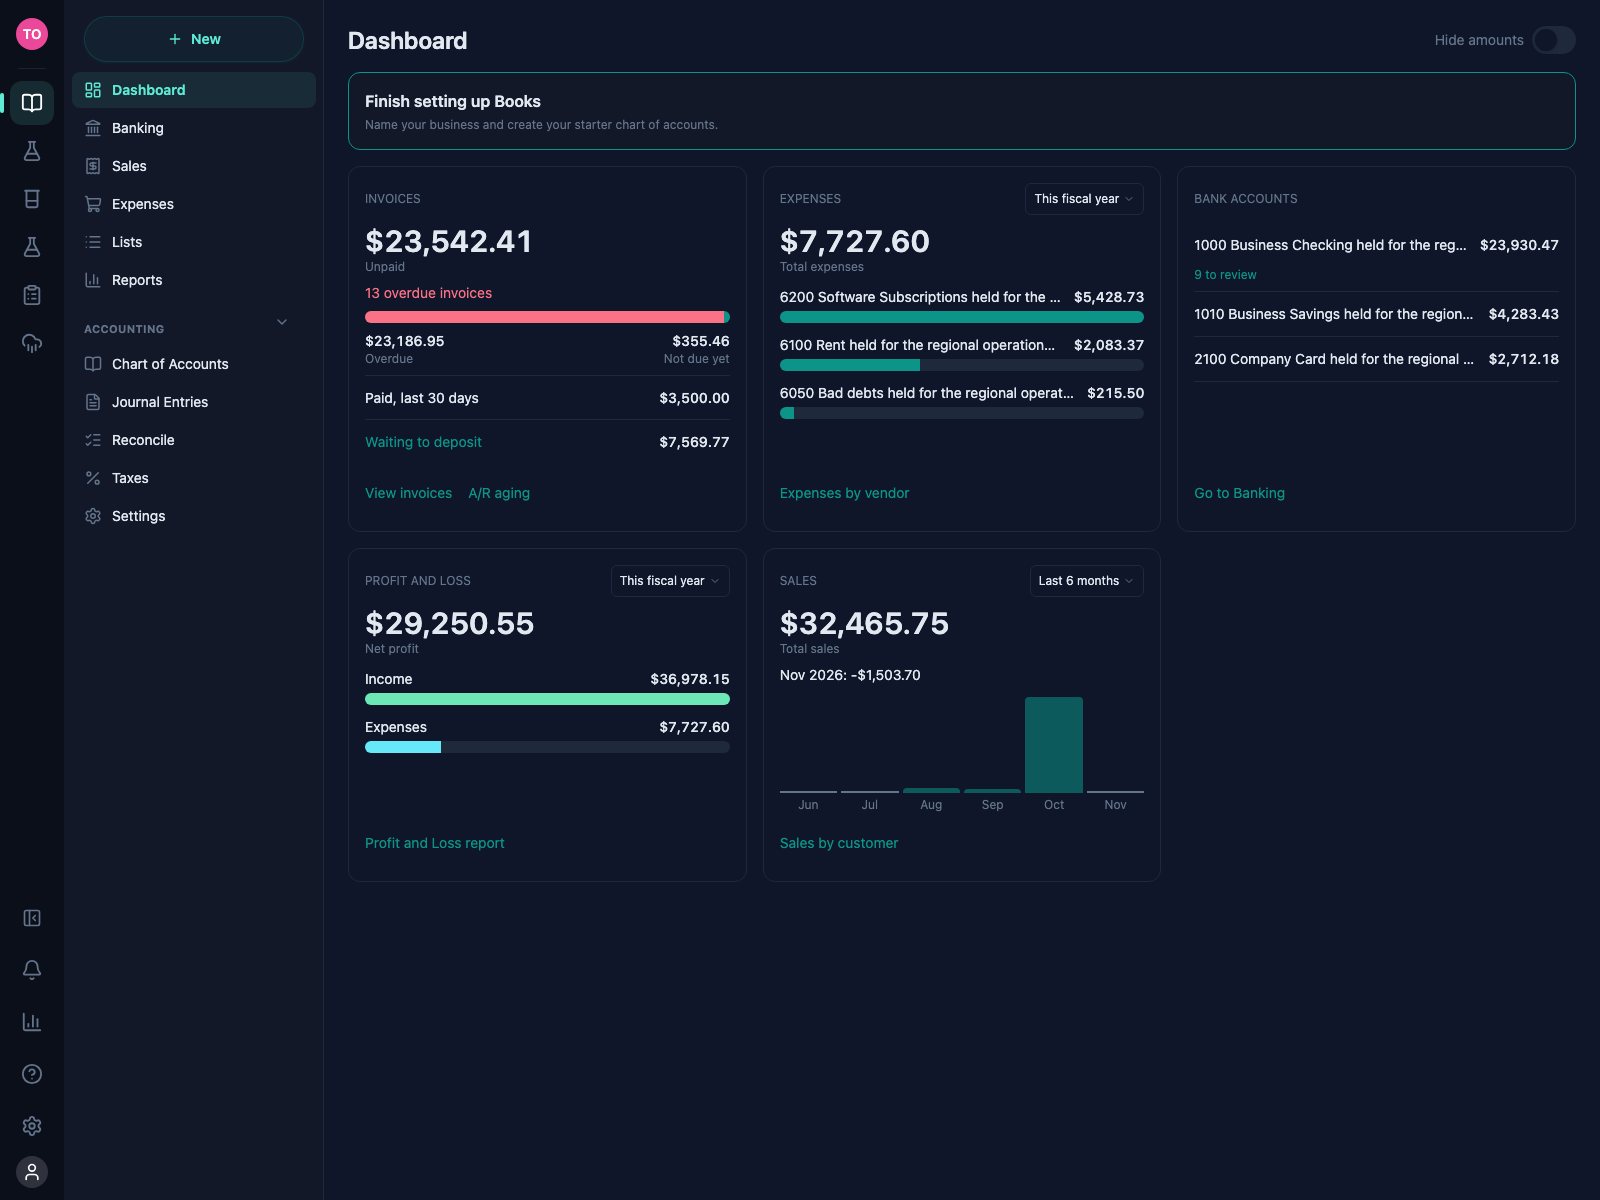 TO
New
Dashboard
Banking
Sales
Expenses
Lists
Reports
ACCOUNTING
Chart of Accounts
Journal Entries
Reconcile
Taxes
Settings
Dashboard
Hide amounts
Finish setting up Books
Name your business and create your starter chart of accounts.
INVOICES
$23,542.41
Unpaid
13 overdue invoices
$23,186.95 $355.46
Overdue Not due yet
Paid, last 30 days $3,500.00
Waiting to deposit $7,569.77
View invoices A/R aging
EXPENSES This fiscal year
$7,727.60
Total expenses
6200 Software Subscriptions held for the ... $5,428.73
6100 Rent held for the regional operation... $2,083.37
6050 Bad debts held for the regional operat... $215.50
Expenses by vendor
BANK ACCOUNTS
1000 Business Checking held for the reg... $23,930.47
9 to review
1010 Business Savings held for the region... $4,283.43
2100 Company Card held for the regional ... $2,712.18
Go to Banking
PROFIT AND LOSS This fiscal year
$29,250.55
Net profit
Income $36,978.15
Expenses $7,727.60
Profit and Loss report
SALES Last 6 months
$32,465.75
Total sales
Nov 2026: -$1,503.70
Jun Jul Aug Sep Oct Nov
Sales by customer